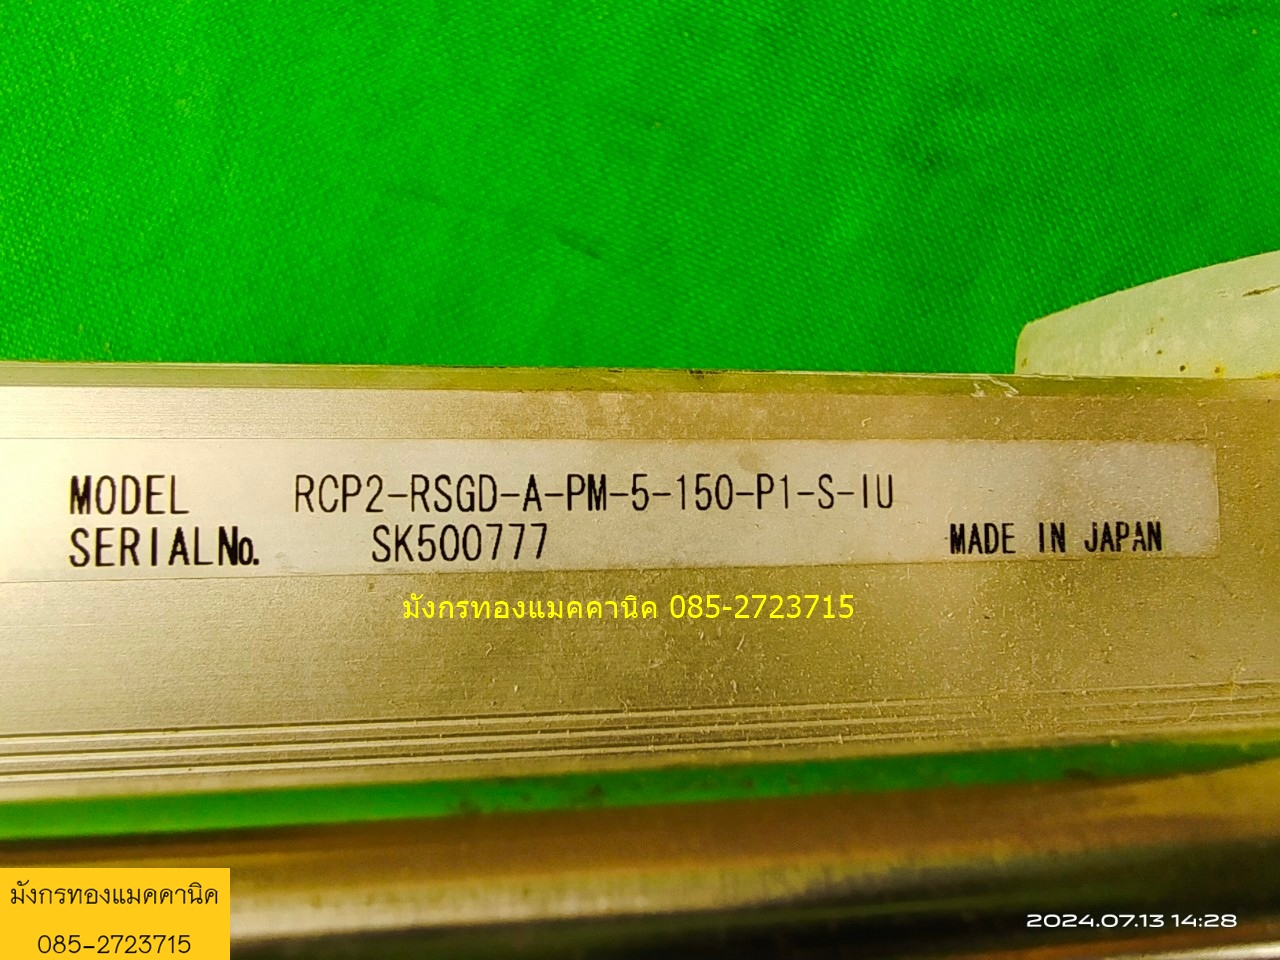 MODEL RCP2-RSGD-A-PM-5-150-P1-S-IU
SERIAL No. SK500777 MADE IN JAPAN
มังกรทองแมคคานิค 085-2723715
มังกรทองแมคคานิค
085-2723715
2024.07.13 14:28